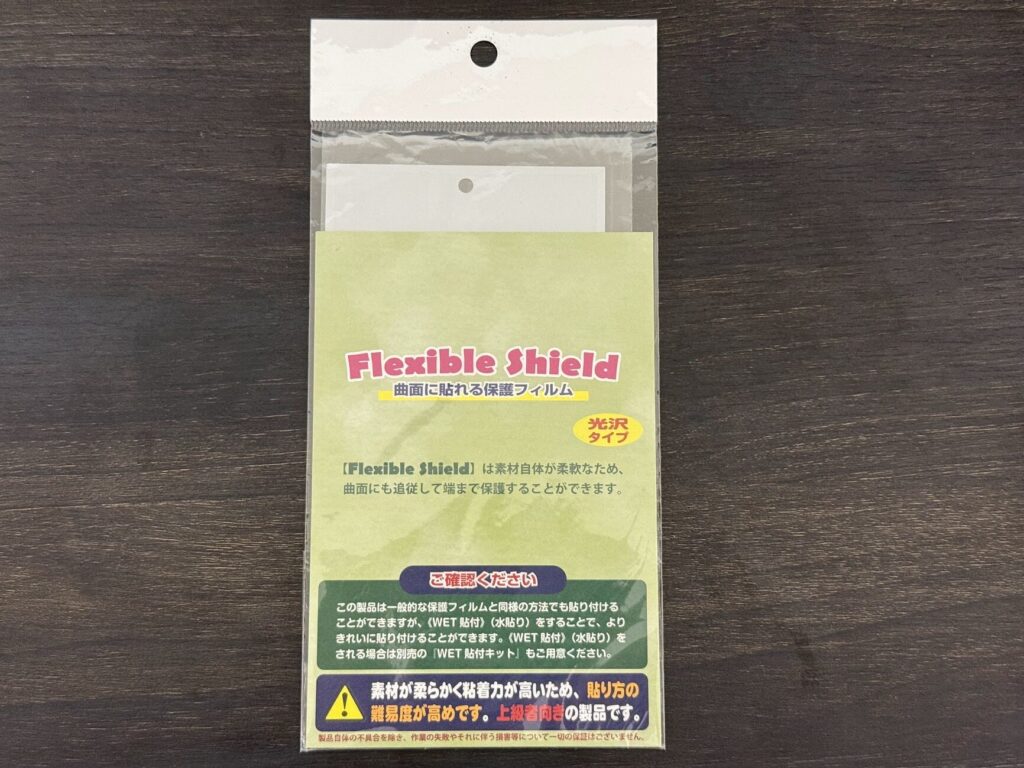 Flexible Shield
曲面に貼れる保護フィルム
光沢
タイプ
【Flexible Shield】は素材自体が柔軟なため、
曲面にも追従して端まで保護することができます。
ご確認ください
この製品は一般的な保護フィルムと同様の方法でも貼り付ける
ことができますが、《WET 貼付》（水貼り）をすることで、より
きれいに貼り付けることができます。《WET 貼付》（水貼り）を
される場合は別売の『WET 貼付キット』もご用意ください。
素材が柔らかく粘着力が高いため、貼り方の
難易度が高めです。上級者向きの製品です。
製品自体の不具合を除き、作業の失敗やそれに伴う損害等について一切の保証はございません。